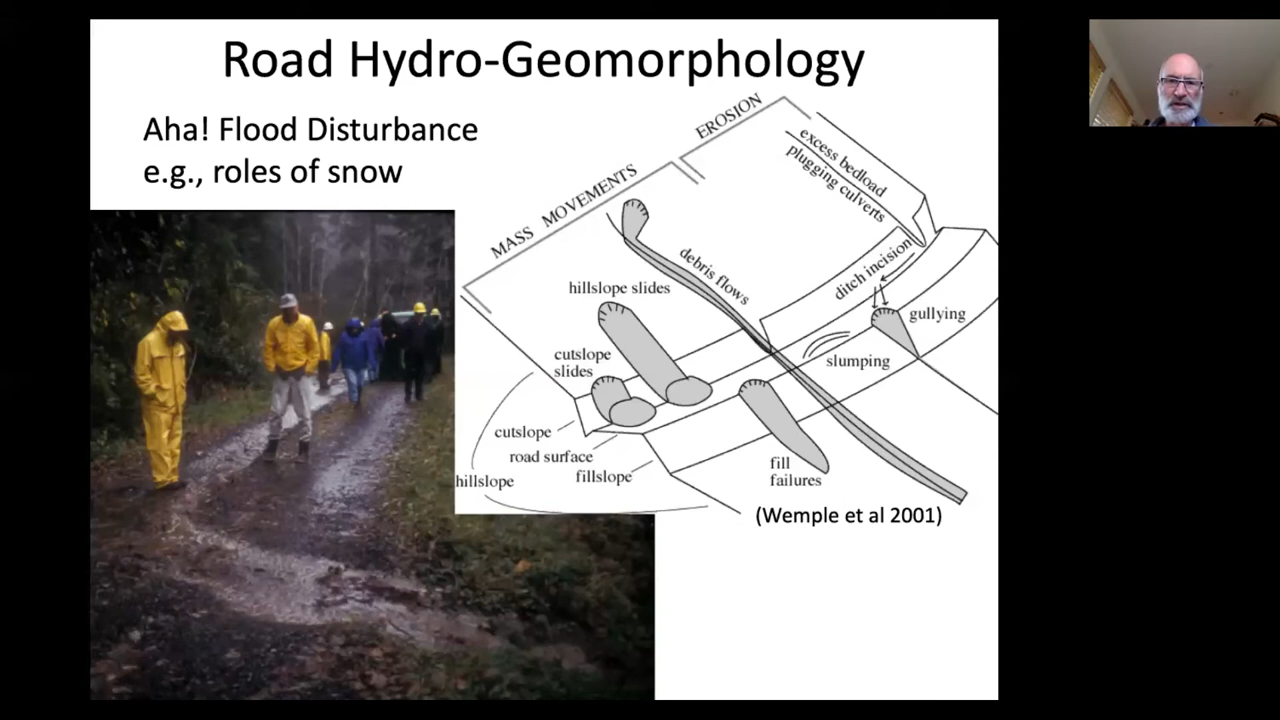 Road Hydro-Geomorphology
Aha! Flood Disturbance
e.g., roles of snow
MASS MOVEMENTS
EROSION
excess bedload
plugging culverts
debris flows
ditch incision
hillslope slides
gullying
cutslope
slides
slumping
cutslope
road surface
fillslope
hillslope
fill
failures
(Wemple et al 2001)